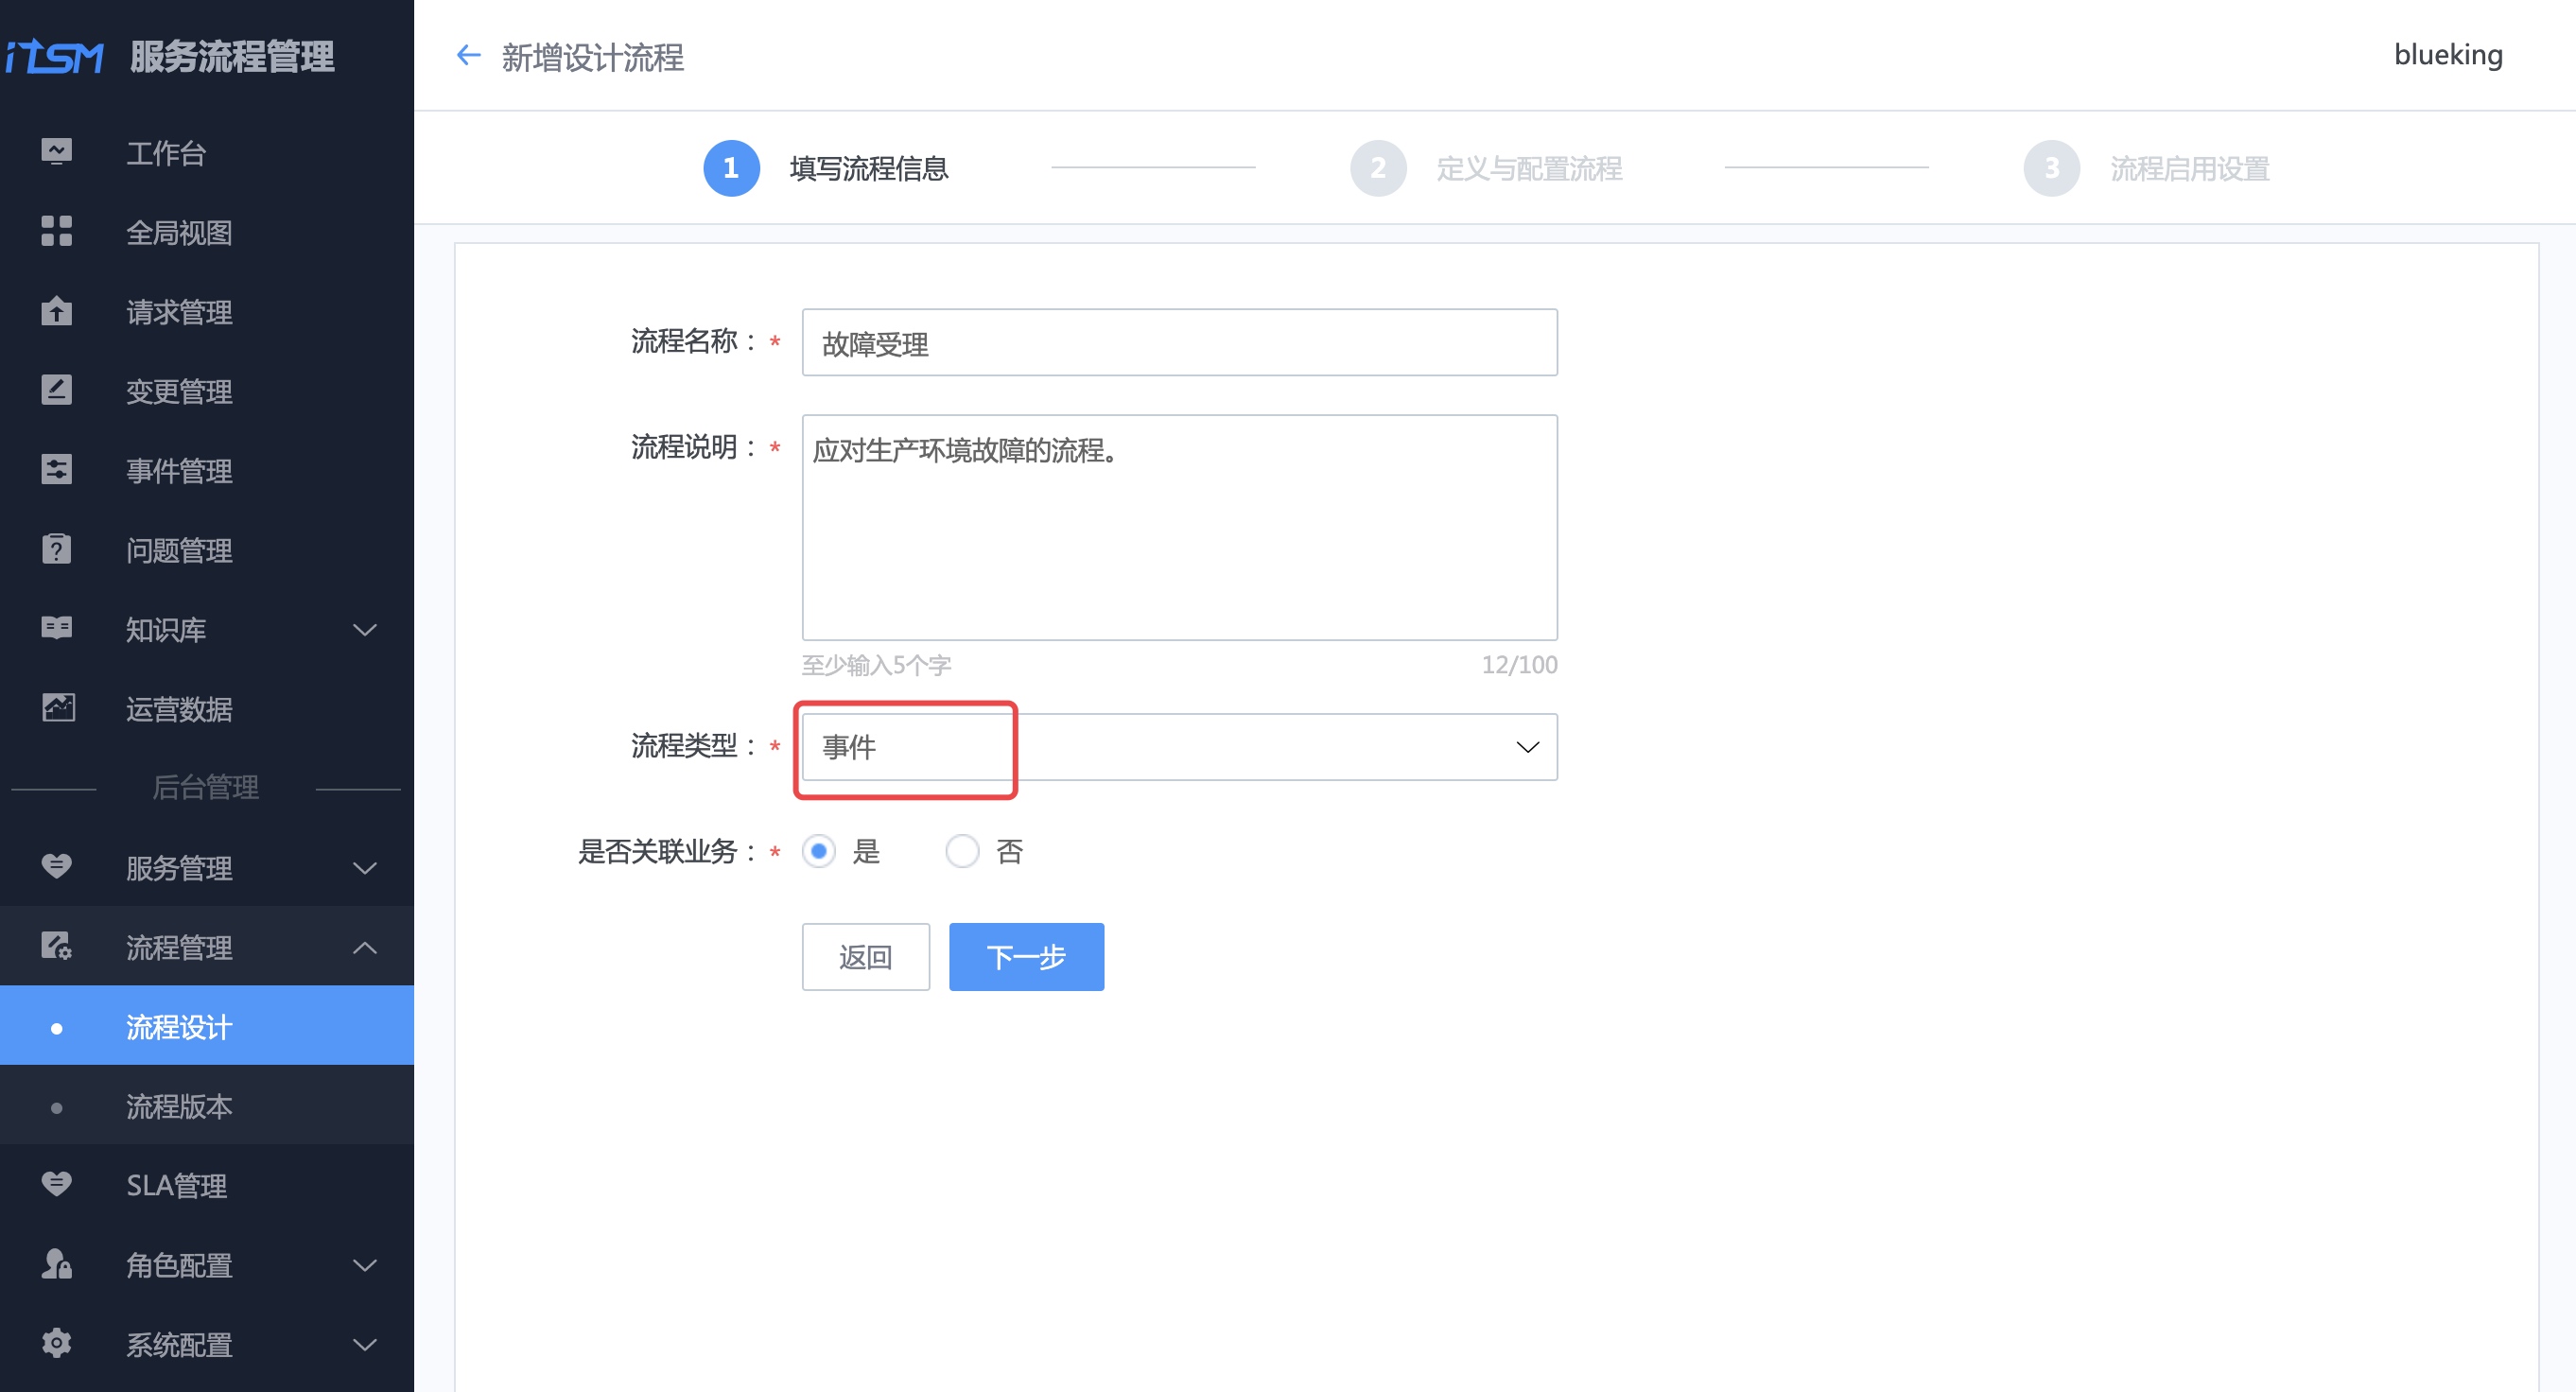 iTSM 服务流程管理
工作台
全局视图
请求管理
变更管理
事件管理
问题管理
知识库
运营数据
后台管理
服务管理
流程管理
流程设计
流程版本
SLA管理
角色配置
系统配置
新增设计流程
blueking
1 填写流程信息
2 定义与配置流程
3 流程启用设置
流程名称：* 故障受理
流程说明：* 应对生产环境故障的流程。
至少输入5个字 12/100
流程类型：* 事件
是否关联业务：* 是 否
返回 下一步